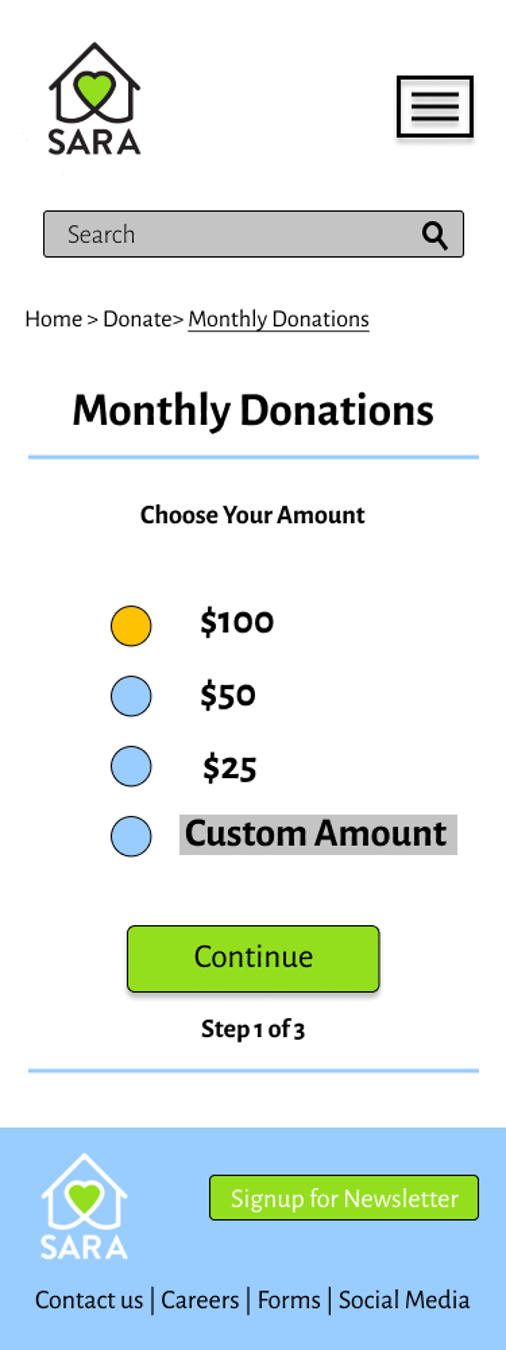 SARA
Search
Home > Donate> Monthly Donations
Monthly Donations
Choose Your Amount
$100
$50
$25
Custom Amount
Continue
Step 1 of 3
SARA
Signup for Newsletter
Contact us | Careers | Forms | Social Media